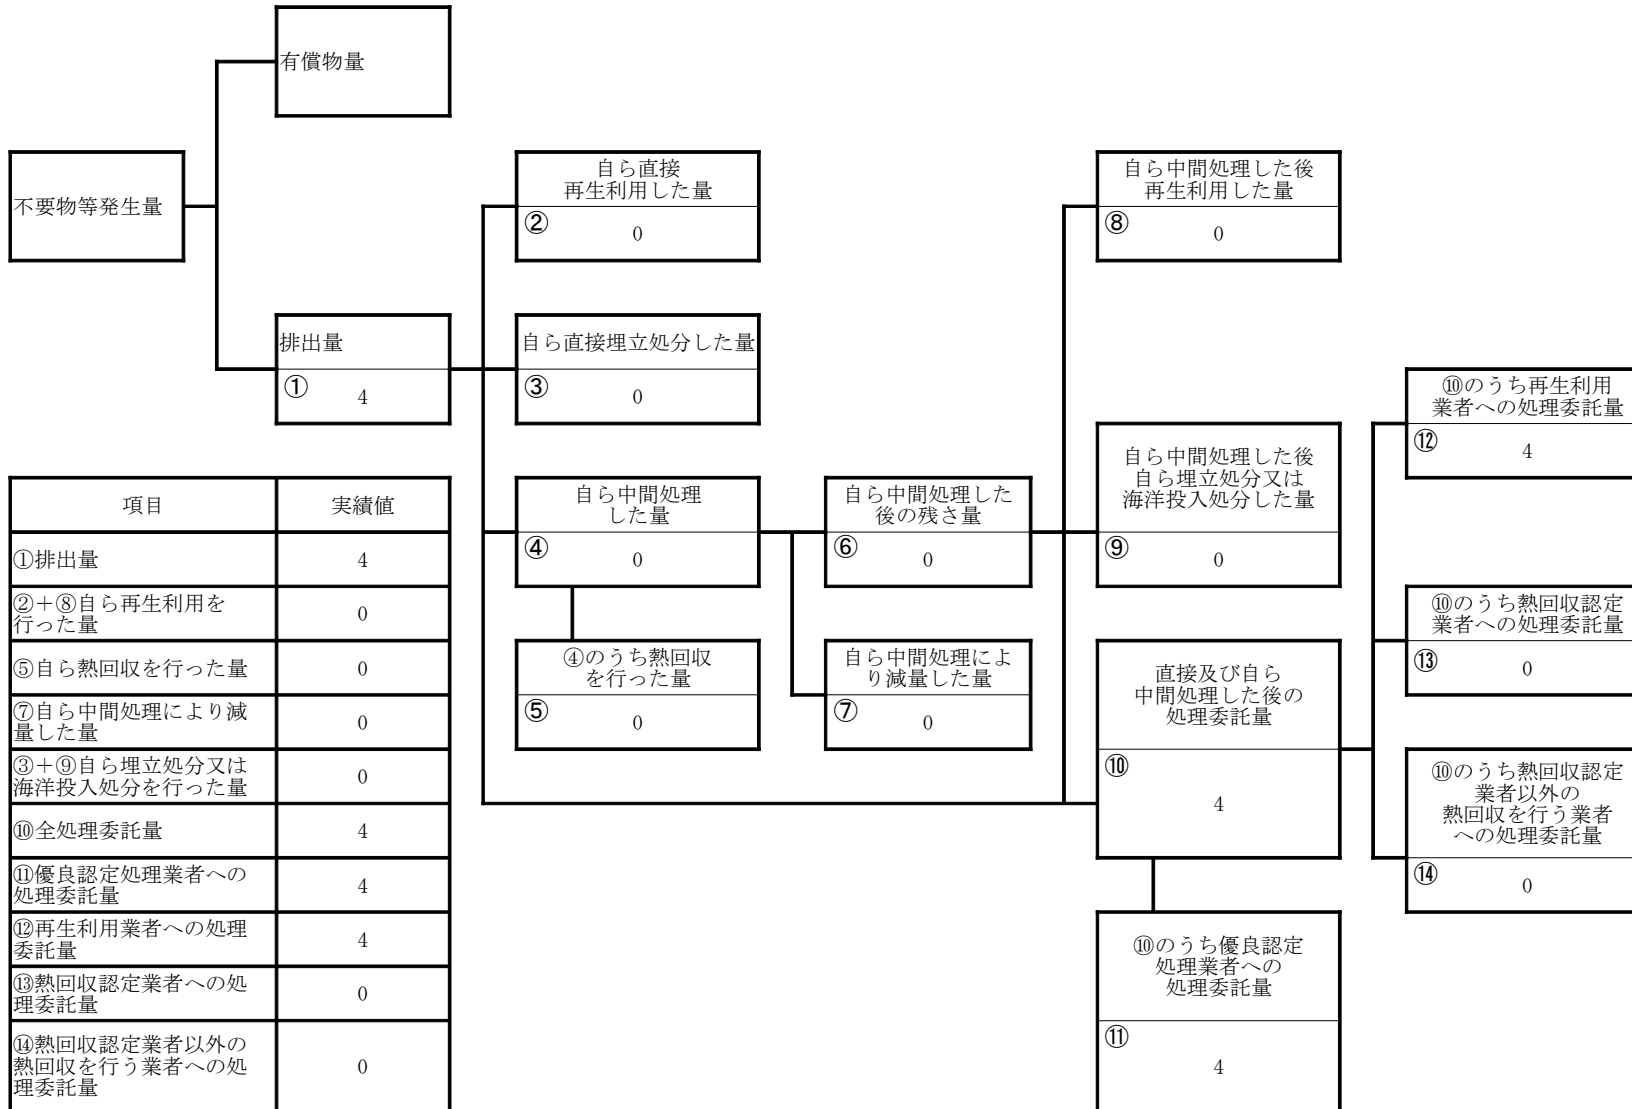 有償物量
不要物等発生量
自ら直接
再生利用した量
②
0
自ら中間処理した後
再生利用した量
⑧
0
排出量
①
4
自ら直接埋立処分した量
③
0
⑩のうち再生利用
業者への処理委託量
⑫
4
自ら中間処理した後
自ら埋立処分又は
海洋投入処分した量
⑨
0
自ら中間処理
した量
④
0
自ら中間処理した
後の残さ量
⑥
0
⑩のうち熱回収認定
業者への処理委託量
⑬
0
④のうち熱回収
を行った量
⑤
0
自ら中間処理によ
り減量した量
⑦
0
直接及び自ら
中間処理した後の
処理委託量
⑩
4
⑩のうち熱回収認定
業者以外の
熱回収を行う業者
への処理委託量
⑭
0
⑩のうち優良認定
処理業者への
処理委託量
⑪
4
項目 実績値
①排出量 4
②+⑧自ら再生利用を
行った量 0
⑤自ら熱回収を行った量 0
⑦自ら中間処理により減
量した量 0
③+⑨自ら埋立処分又は
海洋投入処分を行った量 0
⑩全処理委託量 4
⑪優良認定処理業者への
処理委託量 4
⑫再生利用業者への処理
委託量 4
⑬熱回収認定業者への処
理委託量 0
⑭熱回収認定業者以外の
熱回収を行う業者への処
理委託量 0